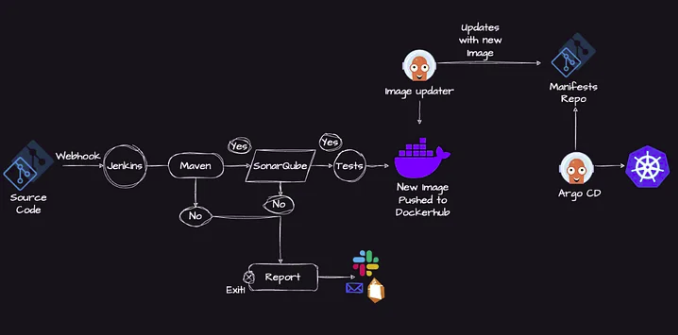 Updates
with new
Image
Image updater
Manifests
Repo
Source
Code
Webhook
Jenkins
Maven
Yes
SonarQube
Yes
Tests
New Image
Pushed to
Dockerhub
Argo CD
No
No
Report
Exit!